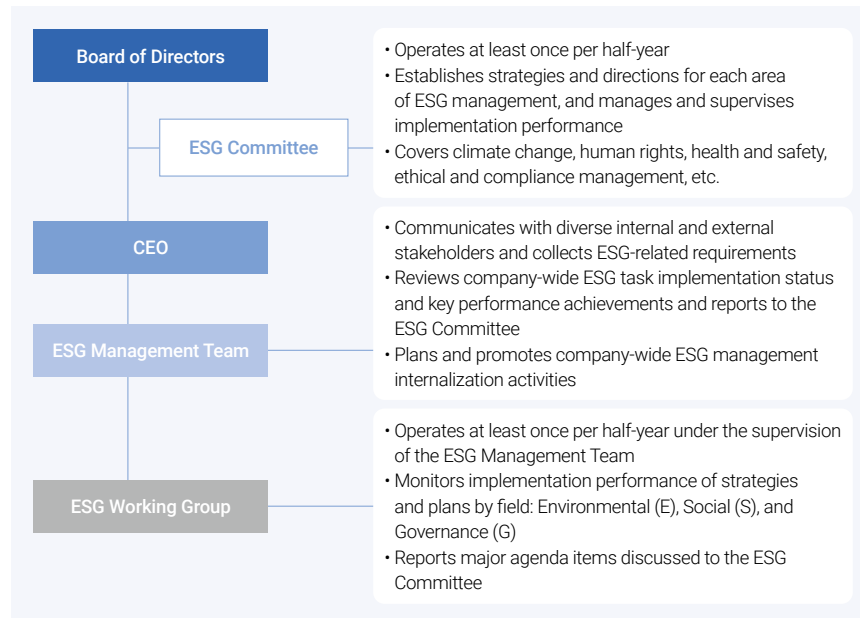 Board of Directors
• Operates at least once per half-year
• Establishes strategies and directions for each area
of ESG management, and manages and supervises
implementation performance
• Covers climate change, human rights, health and safety,
ethical and compliance management, etc.
ESG Committee
CEO
• Communicates with diverse internal and external
stakeholders and collects ESG-related requirements
• Reviews company-wide ESG task implementation status
and key performance achievements and reports to the
ESG Committee
• Plans and promotes company-wide ESG management
internalization activities
ESG Management Team
• Operates at least once per half-year under the supervision
of the ESG Management Team
• Monitors implementation performance of strategies
and plans by field: Environmental (E), Social (S), and
Governance (G)
• Reports major agenda items discussed to the ESG
Committee
ESG Working Group